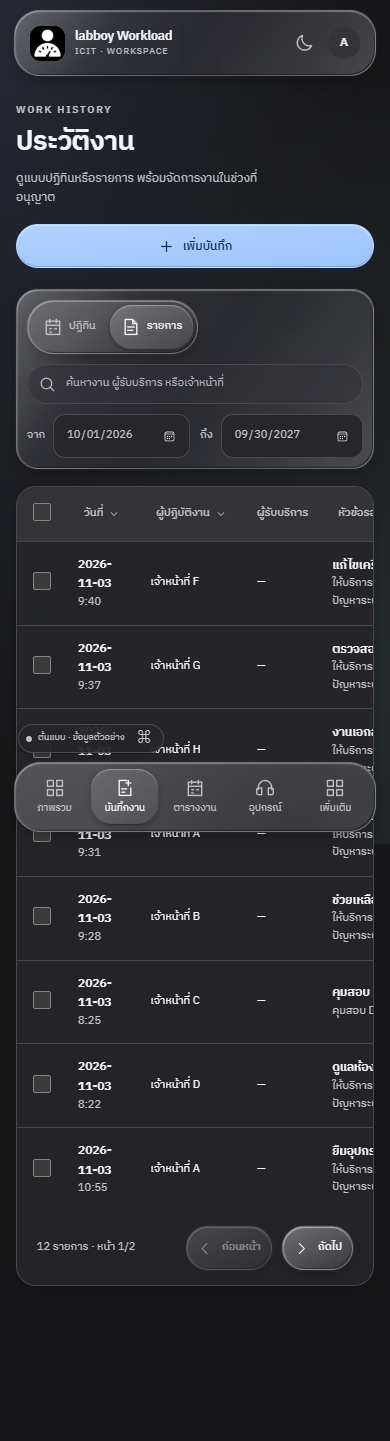 labboy Workload
ICIT · WORKSPACE
A
WORK HISTORY
ประวัติงาน
ดูแบบปฏิทินหรือรายการ พร้อมจัดการงานในช่วงที่
อนุญาต
เพิ่มบันทึก
ปฏิทิน
รายการ
ค้นหางาน ผู้รับบริการ หรือเจ้าหน้าที่
จาก 10/01/2026 ถึง 09/30/2027
วันที่ ผู้ปฏิบัติงาน ผู้รับบริการ
2026-
11-03
9:40
เจ้าหน้าที่ F
—
ให้บริการ
2026-
11-03
9:37
เจ้าหน้าที่ G
—
ให้บริการ
เจ้าหน้าที่ H
—
ให้บริการ
ต้นแบบ · ข้อมูลตัวอย่าง ⌘
ภาพรวม
บันทึกงาน
ตารางงาน
อุปกรณ์
เพิ่มเติม
11-03
9:31
เจ้าหน้าที่ A
—
ให้บริการ
2026-
11-03
9:28
เจ้าหน้าที่ B
—
ให้บริการ
2026-
11-03
8:25
เจ้าหน้าที่ C
—
คุมสอบ
คุมสอบ
2026-
11-03
8:22
เจ้าหน้าที่ D
—
ดูแลห้อง
ให้บริการ
2026-
11-03
10:55
เจ้าหน้าที่ A
—
ให้บริการ
12 รายการ · หน้า 1/2
ก่อนหน้า
ถัดไป